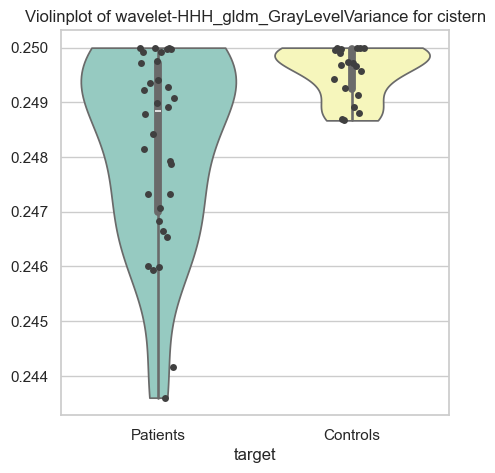 Violinplot of wavelet-HHH_gldm_GrayLevelVariance for cistern
0.250
0.249
0.248
0.247
0.246
0.245
0.244
Patients
Controls
target